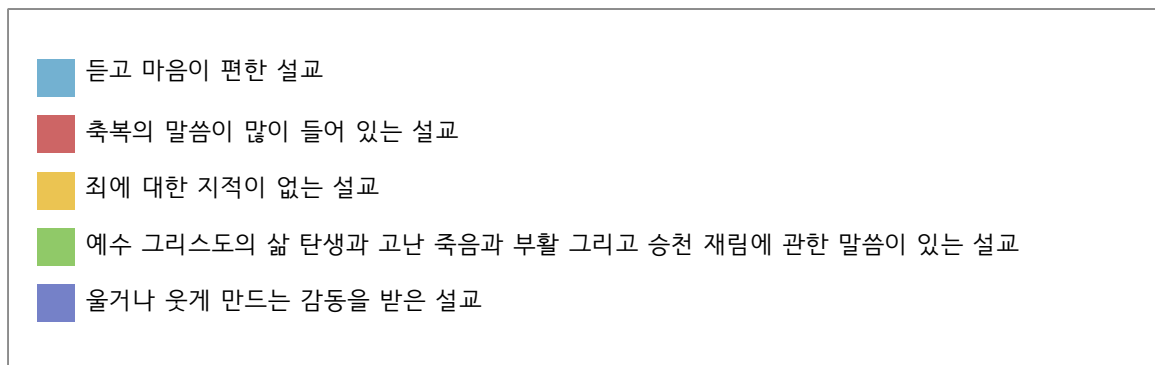 듣고 마음이 편한 설교
축복의 말씀이 많이 들어 있는 설교
죄에 대한 지적이 없는 설교
예수 그리스도의 삶 탄생과 고난 죽음과 부활 그리고 승천 재림에 관한 말씀이 있는 설교
울거나 웃게 만드는 감동을 받은 설교